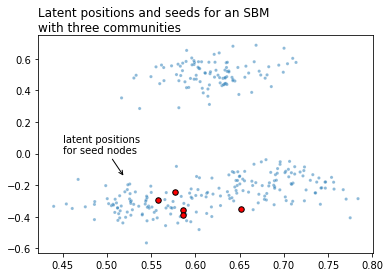 Latent positions and seeds for an SBM
with three communities
0.6
0.4
0.2
latent positions
for seed nodes
0.0
−0.2
−0.4
−0.6
0.45 0.50 0.55 0.60 0.65 0.70 0.75 0.80